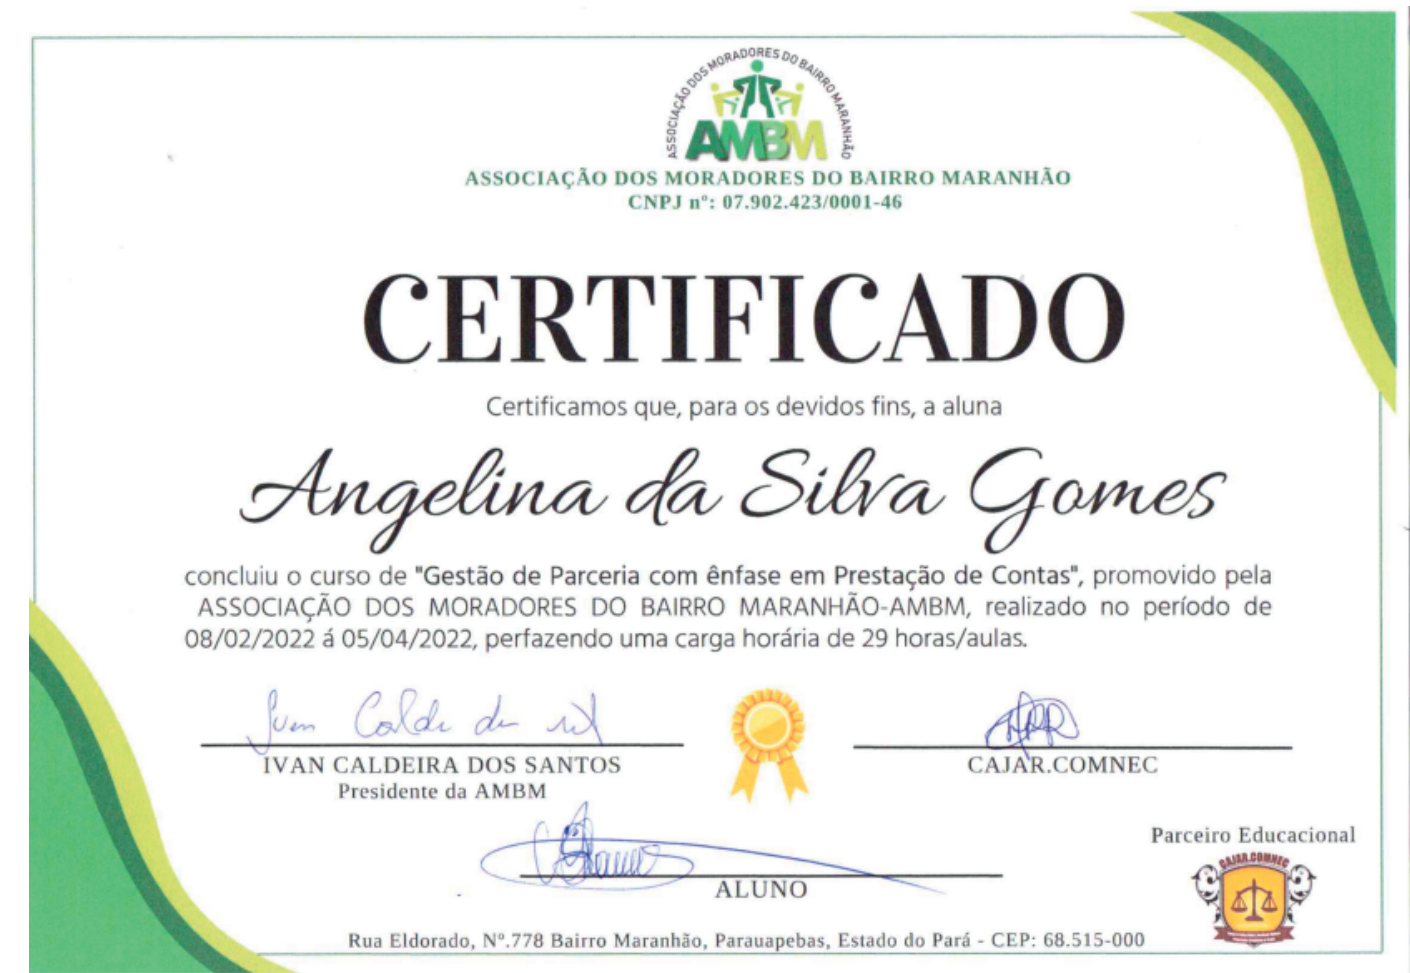 ASSOCIAÇÃO DOS MORADORES DO BAIRRO MARANHÃO
AMBM
ASSOCIAÇÃO DOS MORADORES DO BAIRRO MARANHÃO
CNPJ nº: 07.902.423/0001-46
CERTIFICADO
Certificamos que, para os devidos fins, a aluna
Angelina da Silva Gomes
concluiu o curso de "Gestão de Parceria com ênfase em Prestação de Contas", promovido pela
ASSOCIAÇÃO DOS MORADORES DO BAIRRO MARANHÃO-AMBM, realizado no período de
08/02/2022 á 05/04/2022, perfazendo uma carga horária de 29 horas/aulas.
IVAN CALDEIRA DOS SANTOS
Presidente da AMBM
CAJAR.COMNEC
ALUNO
Parceiro Educacional
CAJAR.COMNEC
Rua Eldorado, Nº.778 Bairro Maranhão, Parauapebas, Estado do Pará - CEP: 68.515-000